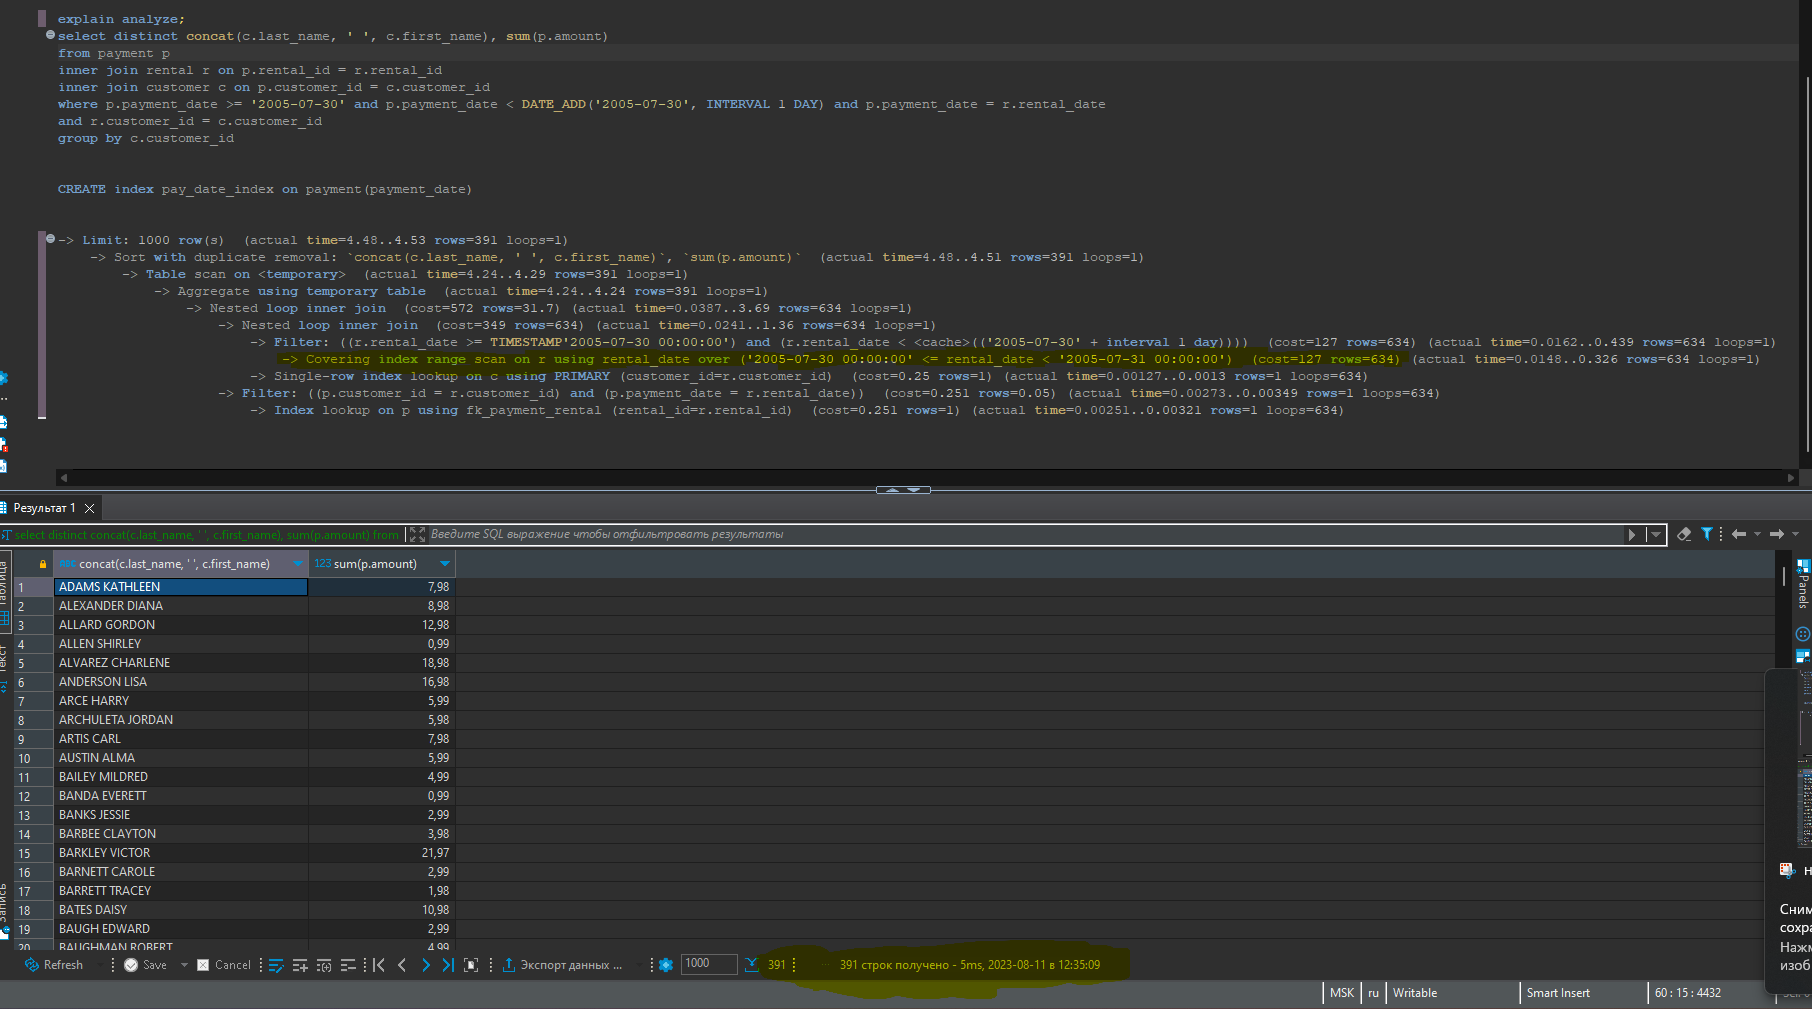 explain analyze;
select distinct concat(c.last_name, ' ', c.first_name), sum(p.amount)
from payment p
inner join rental r on p.rental_id = r.rental_id
inner join customer c on p.customer_id = c.customer_id
where p.payment_date >= '2005-07-30' and p.payment_date < DATE_ADD('2005-07-30', INTERVAL 1 DAY) and p.payment_date = r.rental_date
and r.customer_id = c.customer_id
group by c.customer_id
CREATE index pay_date_index on payment(payment_date)
-> Limit: 1000 row(s)  (actual time=4.48..4.53 rows=391 loops=1)
-> Sort with duplicate removal: `concat(c.last_name, ' ', c.first_name)`, `sum(p.amount)`  (actual time=4.48..4.51 rows=391 loops=1)
-> Table scan on <temporary>  (actual time=4.24..4.29 rows=391 loops=1)
-> Aggregate using temporary table  (actual time=4.24..4.24 rows=391 loops=1)
-> Nested loop inner join  (cost=572 rows=31.7) (actual time=0.0387..3.69 rows=634 loops=1)
-> Nested loop inner join  (cost=349 rows=634) (actual time=0.0241..1.36 rows=634 loops=1)
-> Filter: ((r.rental_date >= TIMESTAMP'2005-07-30 00:00:00') and (r.rental_date < <cache>(('2005-07-30' + interval 1 day))))  (cost=127 rows=634) (actual time=0.0162..0.439 rows=634 loops=1)
-> Covering index range scan on r using rental_date over ('2005-07-30 00:00:00' <= rental_date < '2005-07-31 00:00:00')  (cost=127 rows=634) (actual time=0.0148..0.326 rows=634 loops=1)
-> Single-row index lookup on c using PRIMARY (customer_id=r.customer_id)  (cost=0.25 rows=1) (actual time=0.00127..0.0013 rows=1 loops=634)
-> Filter: ((p.customer_id = r.customer_id) and (p.payment_date = r.rental_date))  (cost=0.251 rows=0.05) (actual time=0.00273..0.00349 rows=1 loops=634)
-> Index lookup on p using fk_payment_rental (rental_id=r.rental_id)  (cost=0.251 rows=1) (actual time=0.00251..0.00321 rows=1 loops=634)
Результат 1
select distinct concat(c.last_name, ' ', c.first_name), sum(p.amount) from
Введите SQL выражение чтобы отфильтровать результаты
Таблица
Текст
Запись
Panels
ABC concat(c.last_name, ' ', c.first_name) 123 sum(p.amount)
1 ADAMS KATHLEEN 7,98
2 ALEXANDER DIANA 8,98
3 ALLARD GORDON 12,98
4 ALLEN SHIRLEY 0,99
5 ALVAREZ CHARLENE 18,98
6 ANDERSON LISA 16,98
7 ARCE HARRY 5,99
8 ARCHULETA JORDAN 5,98
9 ARTIS CARL 7,98
10 AUSTIN ALMA 5,99
11 BAILEY MILDRED 4,99
12 BANDA EVERETT 0,99
13 BANKS JESSIE 2,99
14 BARBEE CLAYTON 3,98
15 BARKLEY VICTOR 21,97
16 BARNETT CAROLE 2,99
17 BARRETT TRACEY 1,98
18 BATES DAISY 10,98
19 BAUGH EDWARD 2,99
20 BAUGHMAN ROBERT 4,99
Сним
сохра
Нажм
изоб
Refresh Save Cancel Экспорт данных ... 1000 391 391 строк получено - 5ms, 2023-08-11 в 12:35:09
MSK ru Writable Smart Insert 60 : 15 : 4432